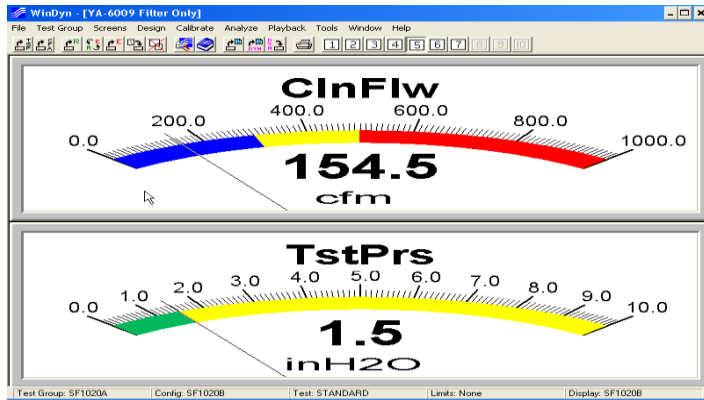 WinDyn - [YA-6009 Filter Only]
File Test Group Screens Design Calibrate Analyze Playback Tools Window Help
1 2 3 4 5 6 7 8 9 10
ClnFlw
0.0 200.0 400.0 600.0 800.0 1000.0
154.5
cfm
TstPrs
0.0 1.0 2.0 3.0 4.0 5.0 6.0 7.0 8.0 9.0 10.0
1.5
inH2O
Test Group: SF1020A Config: SF1020B Test: STANDARD Limits: None Display: SF1020B